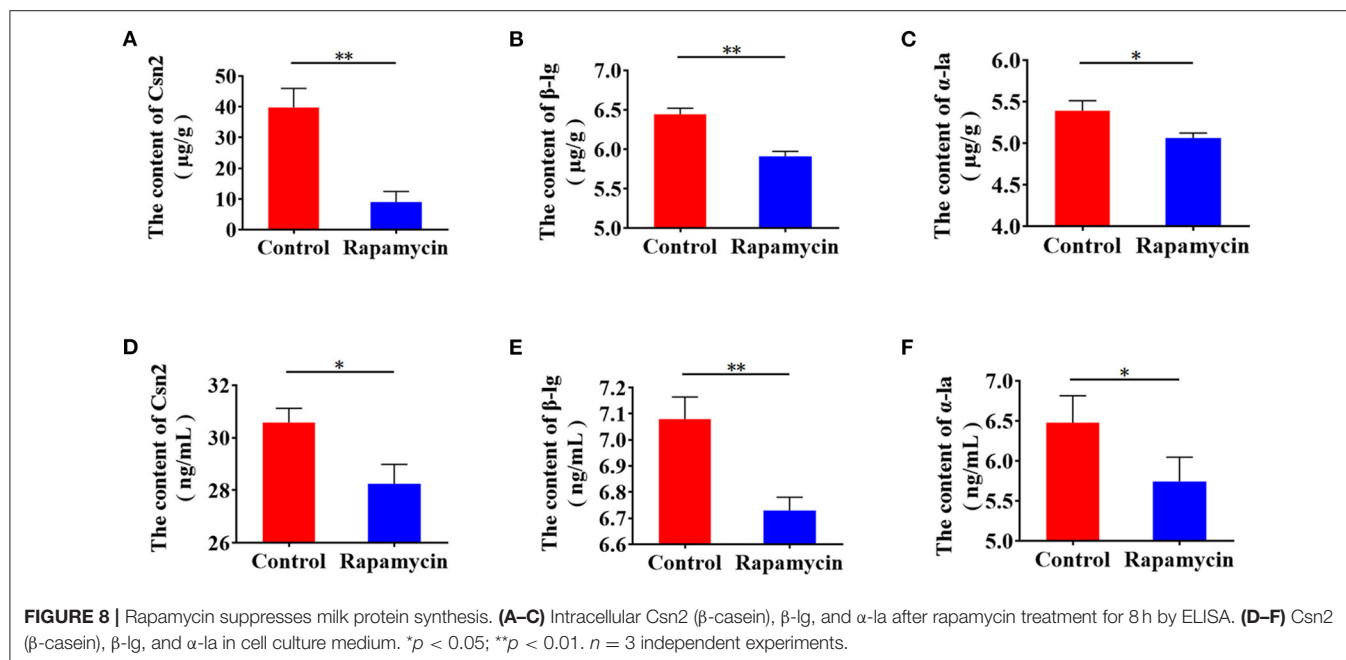 A
**
The content of Csn2
( μg/g )
50
40
30
20
10
0
Control Rapamycin
B
**
The content of β-lg
( μg/g )
7.0
6.5
6.0
5.5
5.0
Control Rapamycin
C
*
The content of α-la
( μg/g )
6.0
5.5
5.0
4.5
4.0
Control Rapamycin
D
*
The content of Csn2
( ng/mL )
32
30
28
26
Control Rapamycin
E
**
The content of β-lg
( ng/mL )
7.2
7.1
7.0
6.9
6.8
6.7
6.6
Control Rapamycin
F
*
The content of α-la
( ng/mL )
7.0
6.5
6.0
5.5
5.0
Control Rapamycin
FIGURE 8 | Rapamycin suppresses milk protein synthesis. (A–C) Intracellular Csn2 (β-casein), β-lg, and α-la after rapamycin treatment for 8 h by ELISA. (D–F) Csn2
(β-casein), β-lg, and α-la in cell culture medium. *p < 0.05; **p < 0.01. n = 3 independent experiments.